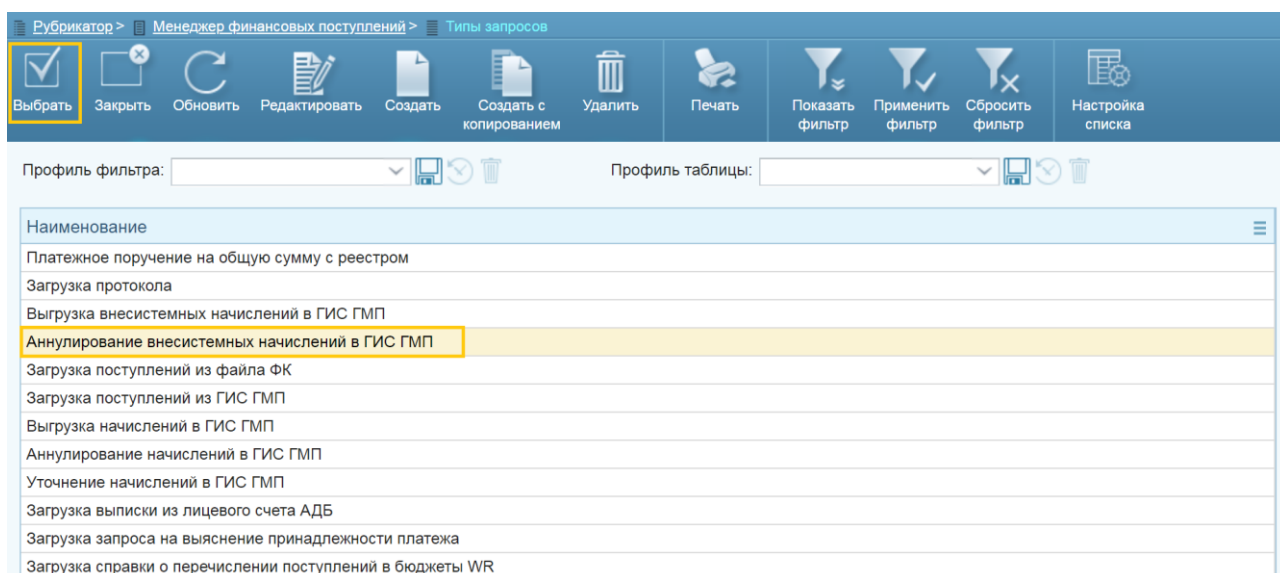 Рубрикатор > Менеджер финансовых поступлений > Типы запросов
Выбрать Закрыть Обновить Редактировать Создать Создать с копированием Удалить Печать Показать фильтр Применить фильтр Сбросить фильтр Настройка списка
Профиль фильтра: Профиль таблицы:
Наименование
Платежное поручение на общую сумму с реестром
Загрузка протокола
Выгрузка внесистемных начислений в ГИС ГМП
Аннулирование внесистемных начислений в ГИС ГМП
Загрузка поступлений из файла ФК
Загрузка поступлений из ГИС ГМП
Выгрузка начислений в ГИС ГМП
Аннулирование начислений в ГИС ГМП
Уточнение начислений в ГИС ГМП
Загрузка выписки из лицевого счета АДБ
Загрузка запроса на выяснение принадлежности платежа
Загрузка справки о перечислении поступлений в бюджеты WR